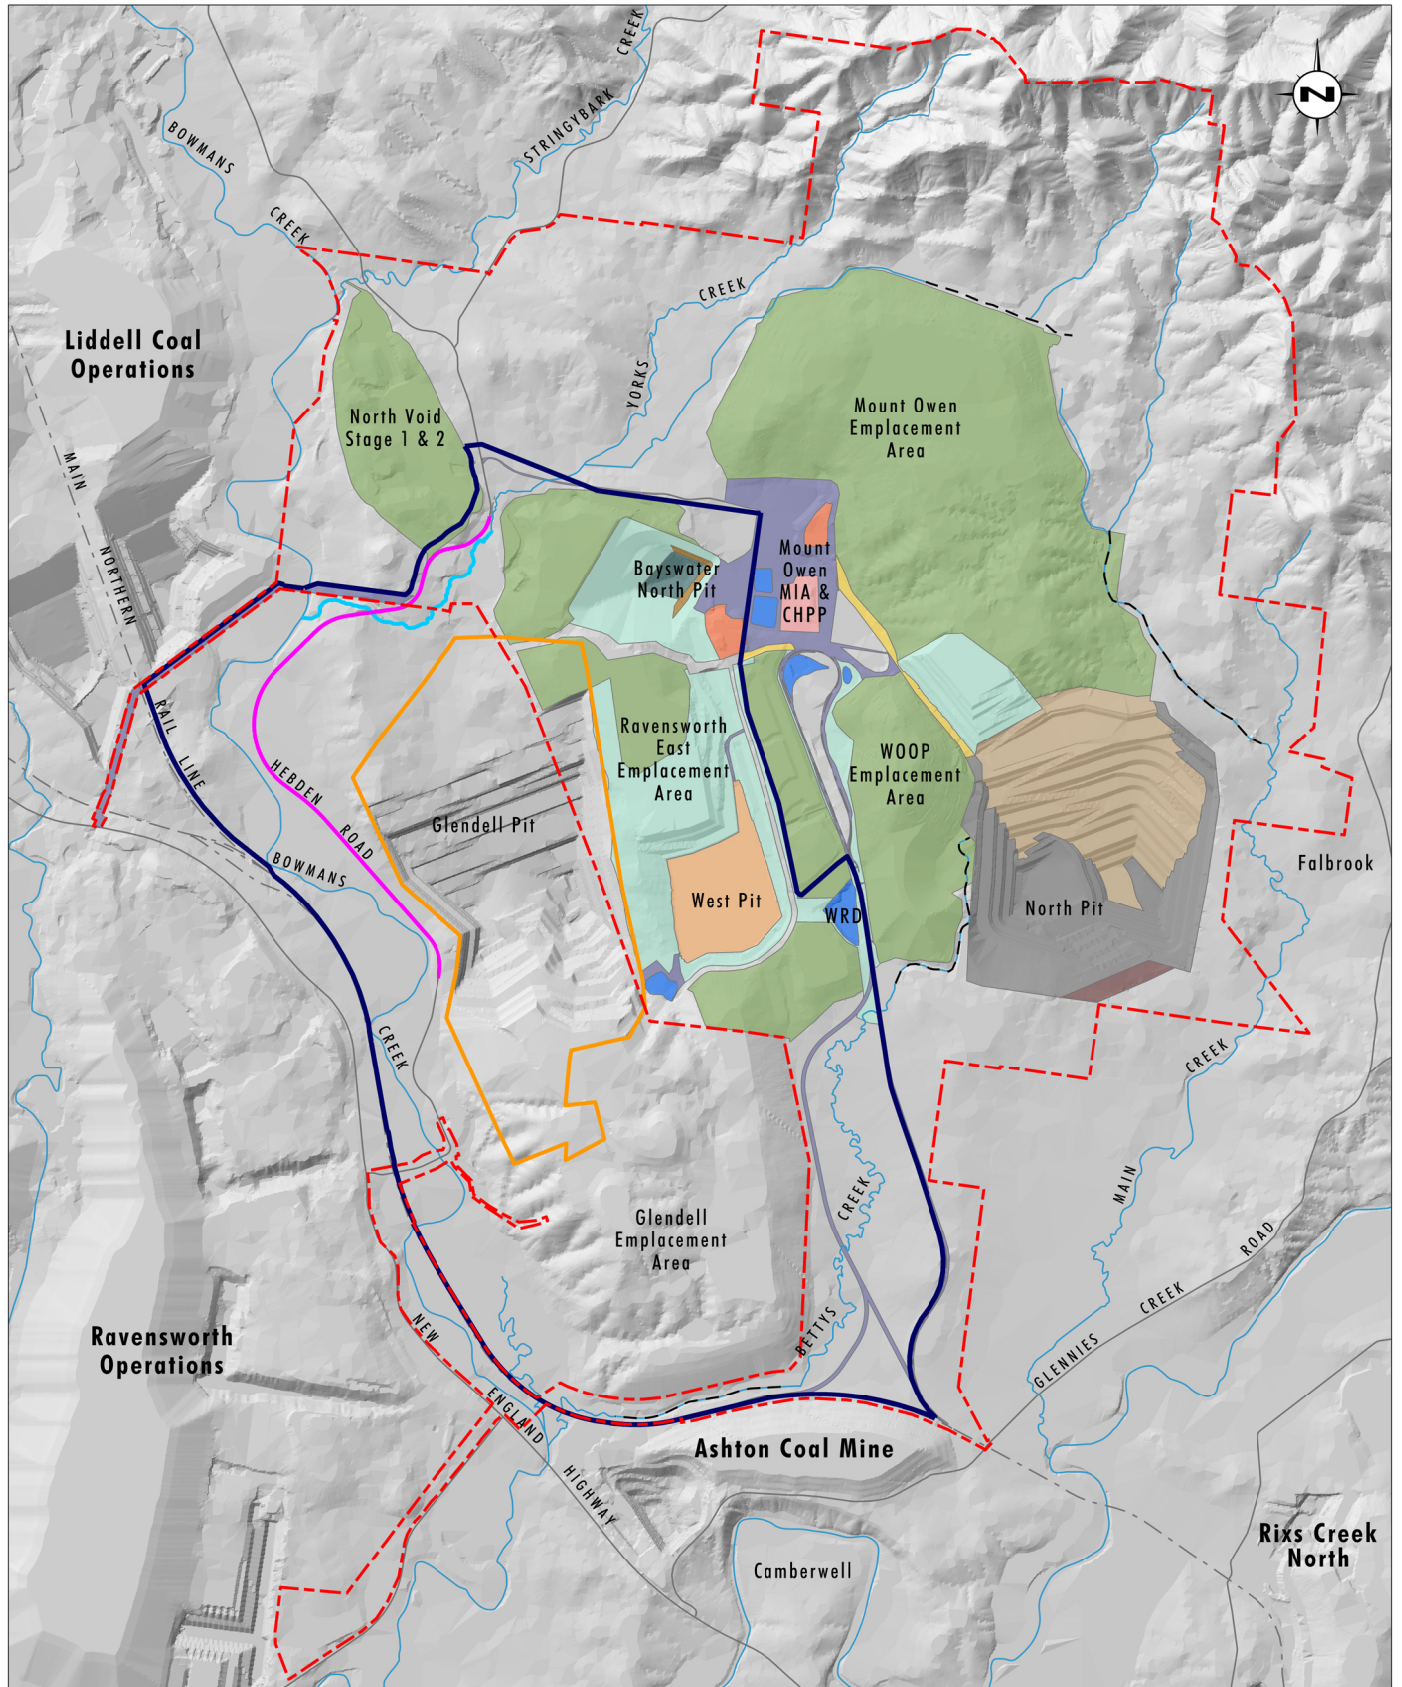 CREEK
STRINGYBARK
N
BOWMANS
CREEK
CREEK
YORKS
Liddell Coal
Operations
North Void
Stage 1 & 2
Mount Owen
Emplacement
Area
MAIN
NORTHERN
RAIL
LINE
Bayswater
North Pit
Mount
Owen
MIA &
CHPP
Ravensworth
East
Emplacement
Area
WOOP
Emplacement
Area
HEBDEN
ROAD
Glendell Pit
BOWMANS
CREEK
West Pit
WRD
North Pit
Falbrook
CREEK
MAIN
CREEK
BETTYS
Glendell
Emplacement
Area
ROAD
CREEK
GLENNIES
Ravensworth
Operations
NEW
ENGLAND
HIGHWAY
Ashton Coal Mine
Camberwell
Rixs Creek
North